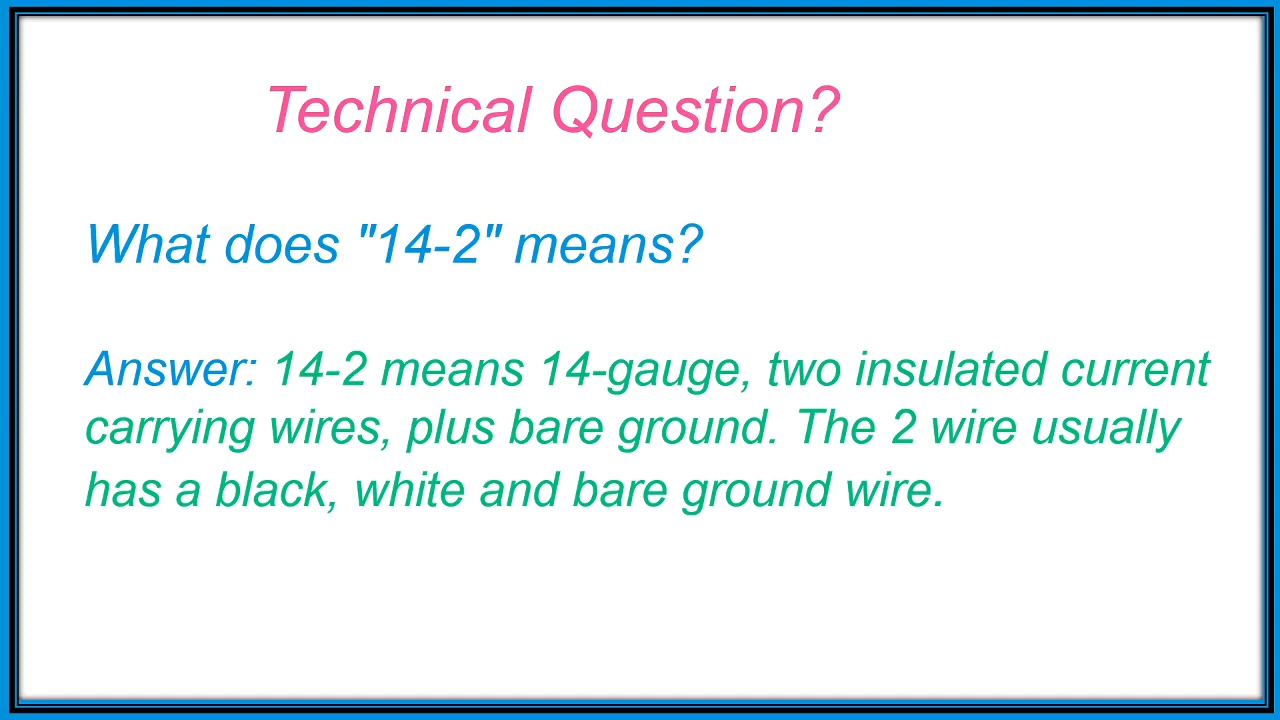 Technical Question?
What does "14-2" means?
Answer: 14-2 means 14-gauge, two insulated current
carrying wires, plus bare ground. The 2 wire usually
has a black, white and bare ground wire.